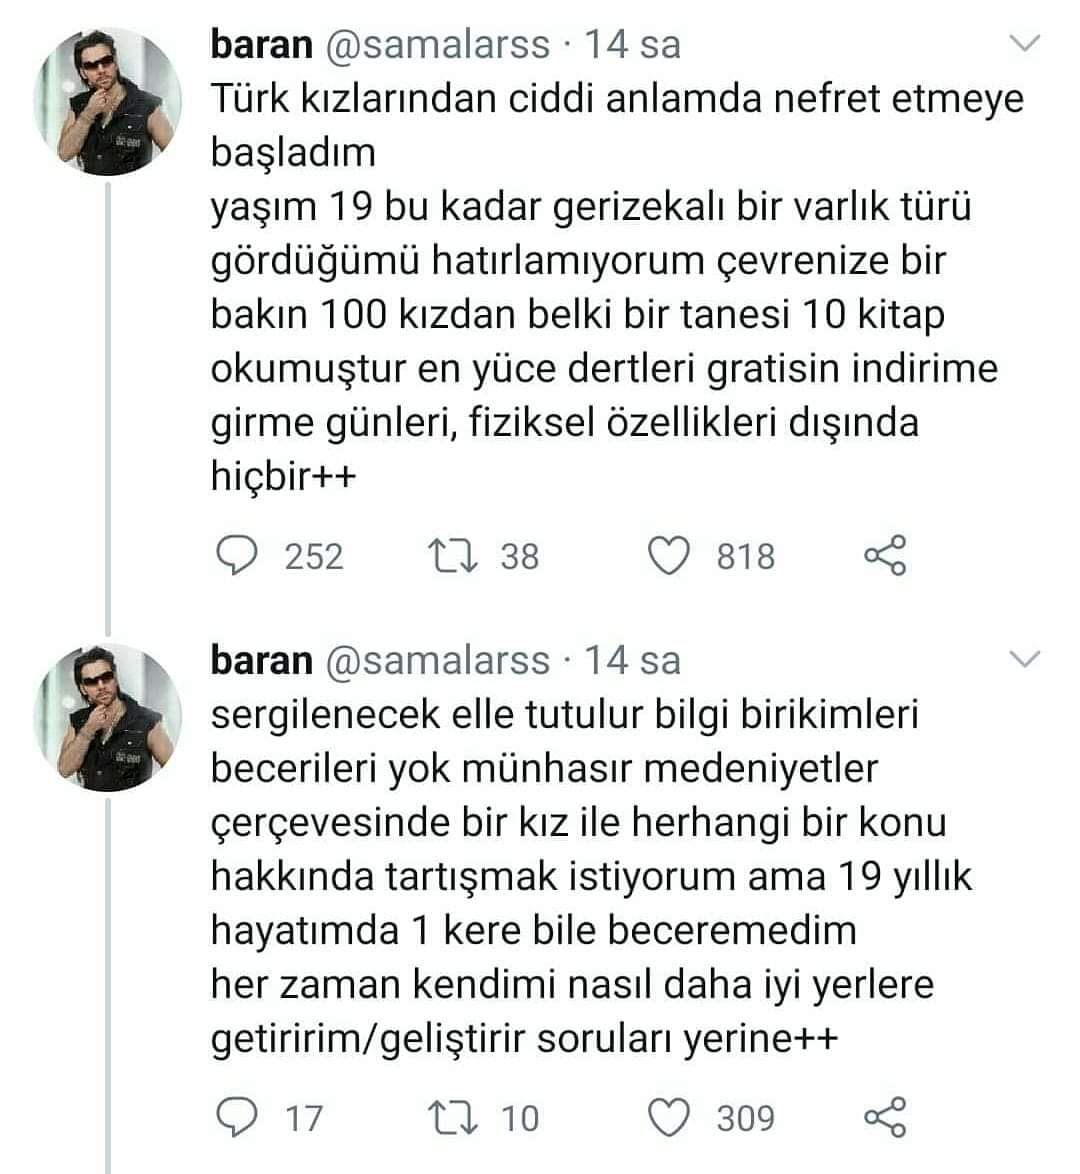 baran @samalarss · 14 sa
Türk kızlarından ciddi anlamda nefret etmeye
başladım
yaşım 19 bu kadar gerizekalı bir varlık türü
gördüğümü hatırlamıyorum çevrenize bir
bakın 100 kızdan belki bir tanesi 10 kitap
okumuştur en yüce dertleri gratisin indirime
girme günleri, fiziksel özellikleri dışında
hiçbir++
252 38 818
baran @samalarss · 14 sa
sergilenecek elle tutulur bilgi birikimleri
becerileri yok münhasır medeniyetler
çerçevesinde bir kız ile herhangi bir konu
hakkında tartışmak istiyorum ama 19 yıllık
hayatımda 1 kere bile beceremedim
her zaman kendimi nasıl daha iyi yerlere
getiririm/geliştirir soruları yerine++
17 10 309